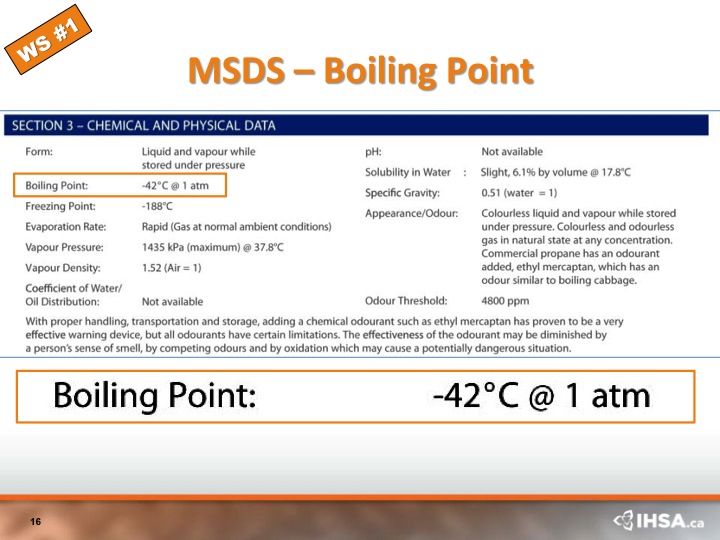 WS #1
MSDS – Boiling Point
SECTION 3 – CHEMICAL AND PHYSICAL DATA
Form: Liquid and vapour while
stored under pressure
Boiling Point: -42°C @ 1 atm
Freezing Point: -188°C
Evaporation Rate: Rapid (Gas at normal ambient conditions)
Vapour Pressure: 1435 kPa (maximum) @ 37.8°C
Vapour Density: 1.52 (Air = 1)
Coefficient of Water/
Oil Distribution: Not available
pH: Not available
Solubility in Water : Slight, 6.1% by volume @ 17.8°C
Specific Gravity: 0.51 (water = 1)
Appearance/Odour: Colourless liquid and vapour while stored
under pressure. Colourless and odourless
gas in natural state at any concentration.
Commercial propane has an odourant
added, ethyl mercaptan, which has an
odour similar to boiling cabbage.
Odour Threshold: 4800 ppm
With proper handling, transportation and storage, adding a chemical odourant such as ethyl mercaptan has proven to be a very
effective warning device, but all odourants have certain limitations. The effectiveness of the odourant may be diminished by
a person's sense of smell, by competing odours and by oxidation which may cause a potentially dangerous situation.
Boiling Point: -42°C @ 1 atm
16
IHSA.ca